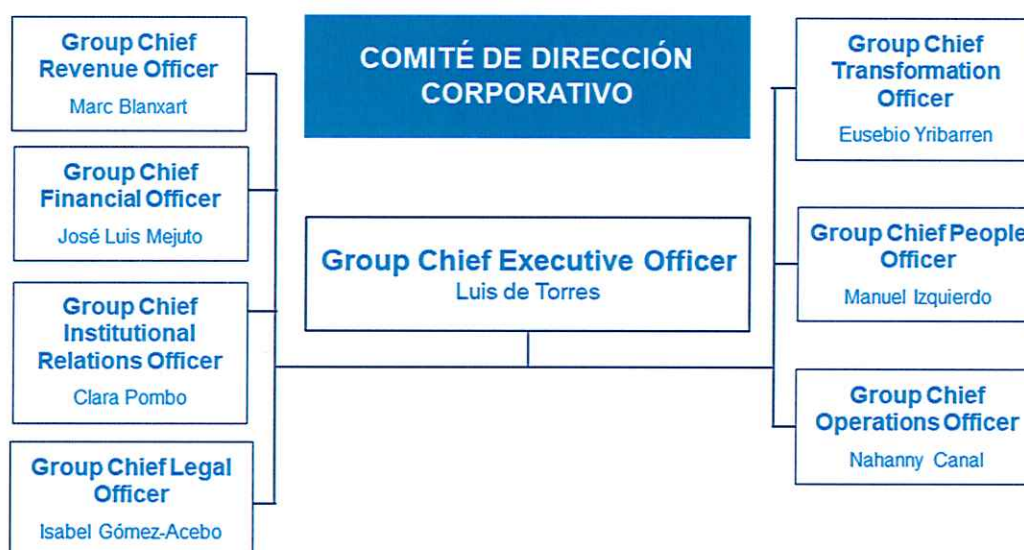 Group Chief
Revenue Officer
Marc Blanxart
Group Chief
Financial Officer
José Luis Mejuto
Group Chief
Institutional
Relations Officer
Clara Pombo
Group Chief Legal
Officer
Isabel Gómez-Acebo
COMITÉ DE DIRECCIÓN
CORPORATIVO
Group Chief Executive Officer
Luis de Torres
Group Chief
Transformation
Officer
Eusebio Yribarren
Group Chief People
Officer
Manuel Izquierdo
Group Chief
Operations Officer
Nahanny Canal